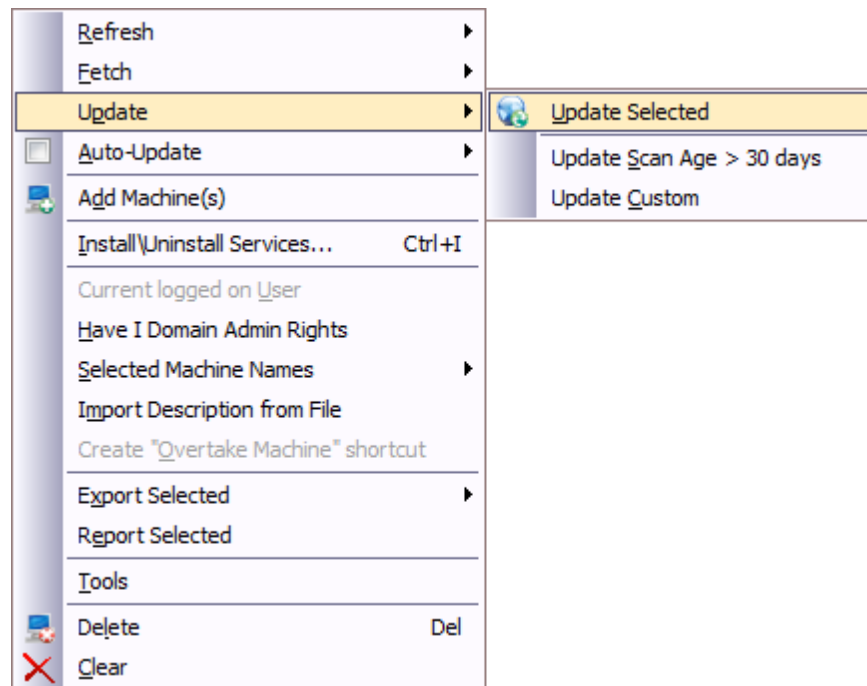 Refresh
Fetch
Update
Update Selected
Auto-Update
Update Scan Age > 30 days
Add Machine(s)
Update Custom
Install\Uninstall Services... Ctrl+I
Current logged on User
Have I Domain Admin Rights
Selected Machine Names
Import Description from File
Create "Overtake Machine" shortcut
Export Selected
Report Selected
Tools
Delete Del
Clear